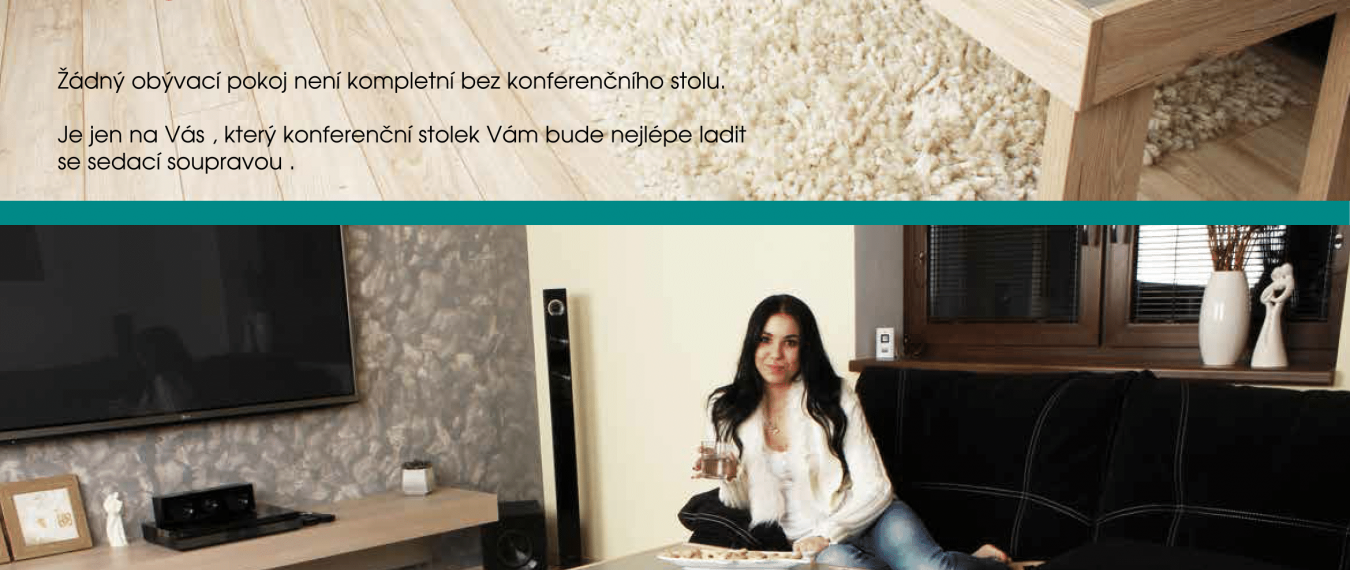 Žádný obývací pokoj není kompletní bez konferenčního stolu.
Je jen na Vás , který konferenční stolek Vám bude nejlépe ladit
se sedací soupravou .